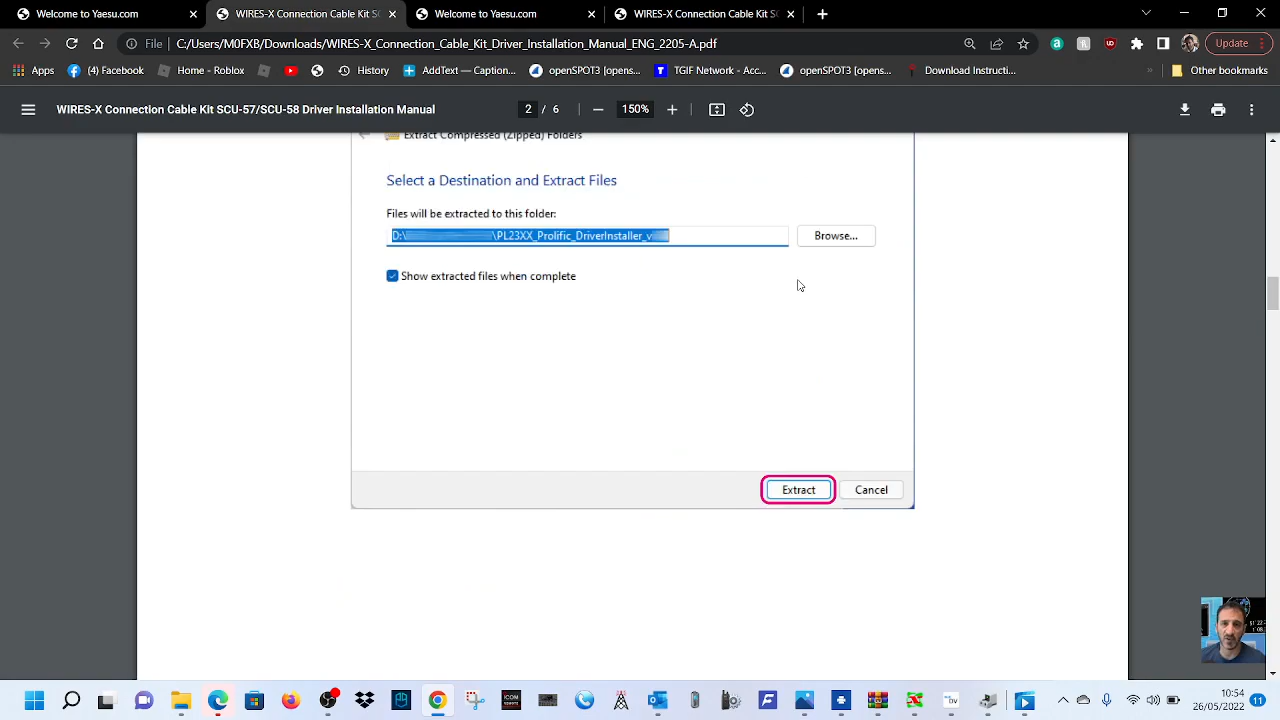 Welcome to Yaesu.com
WIRES-X Connection Cable Kit SC
Welcome to Yaesu.com
WIRES-X Connection Cable Kit SC
File
C:/Users/M0FXB/Downloads/WIRES-X_Connection_Cable_Kit_Driver_Installation_Manual_ENG_2205-A.pdf
Update
Apps
(4) Facebook
Home - Roblox
History
AddText — Caption...
openSPOT3 [opens...
TGIF Network - Acc...
openSPOT3 [opens...
Download Instructi...
»
Other bookmarks
WIRES-X Connection Cable Kit SCU-57/SCU-58 Driver Installation Manual
2 / 6
150%
Extract Compressed (Zipped) Folders
Select a Destination and Extract Files
Files will be extracted to this folder:
D:\ \PL23XX_Prolific_DriverInstaller_v
Browse...
Show extracted files when complete
Extract
Cancel
10:54
26/05/2022
11